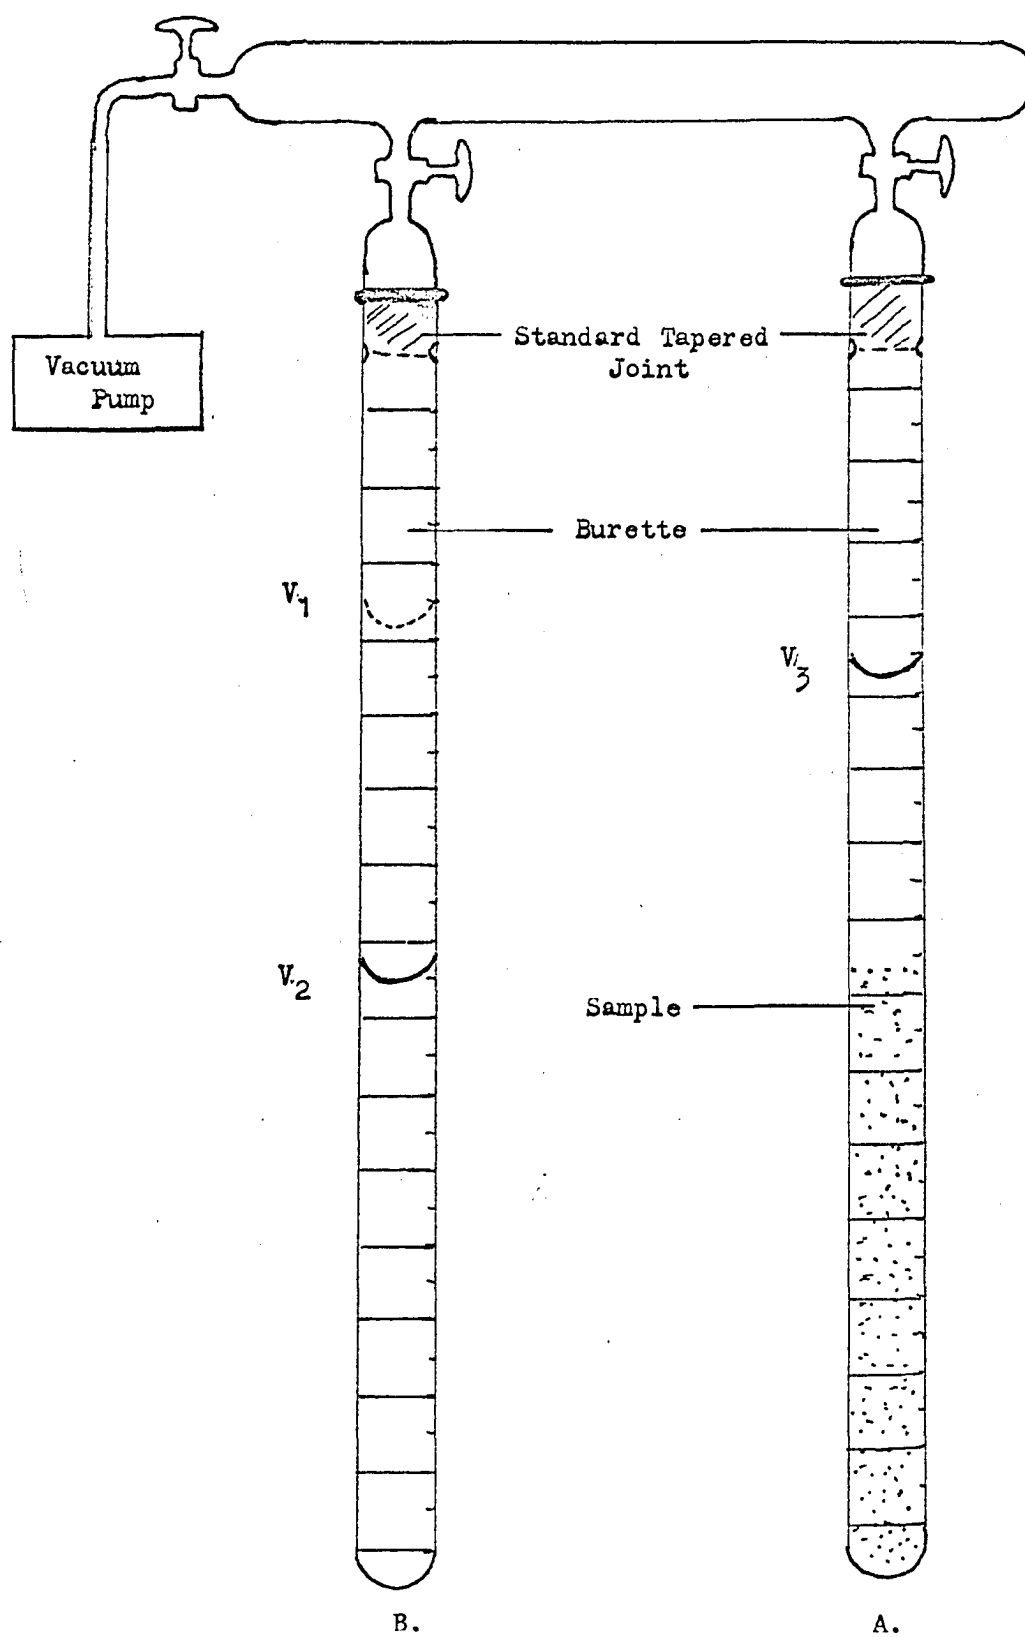 Standard Tapered
Joint
Vacuum
Pump
Burette
V1
V3
V2
Sample
B.
A.